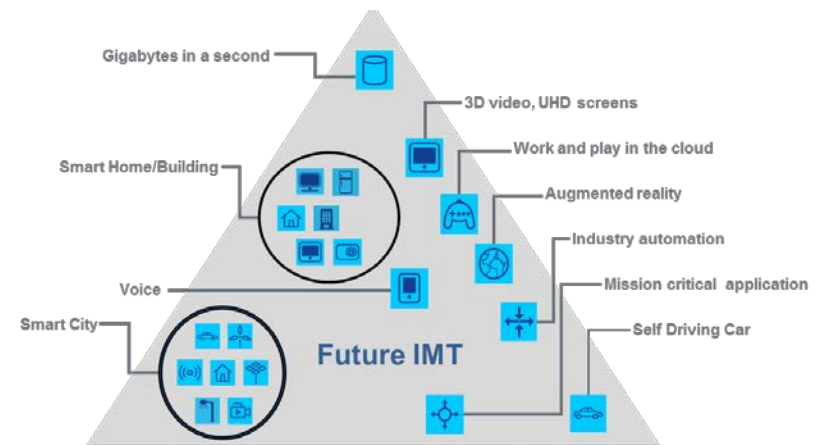 Gigabytes in a second
3D video, UHD screens
Work and play in the cloud
Smart Home/Building
Augmented reality
Industry automation
Mission critical application
Voice
Smart City
Self Driving Car
Future IMT